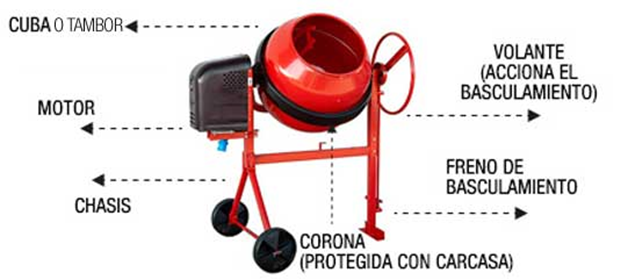 CUBA O TAMBOR
MOTOR
CHASIS
CORONA
(PROTEGIDA CON CARCASA)
VOLANTE
(ACCIONA EL
BASCULAMIENTO)
FRENO DE
BASCULAMIENTO